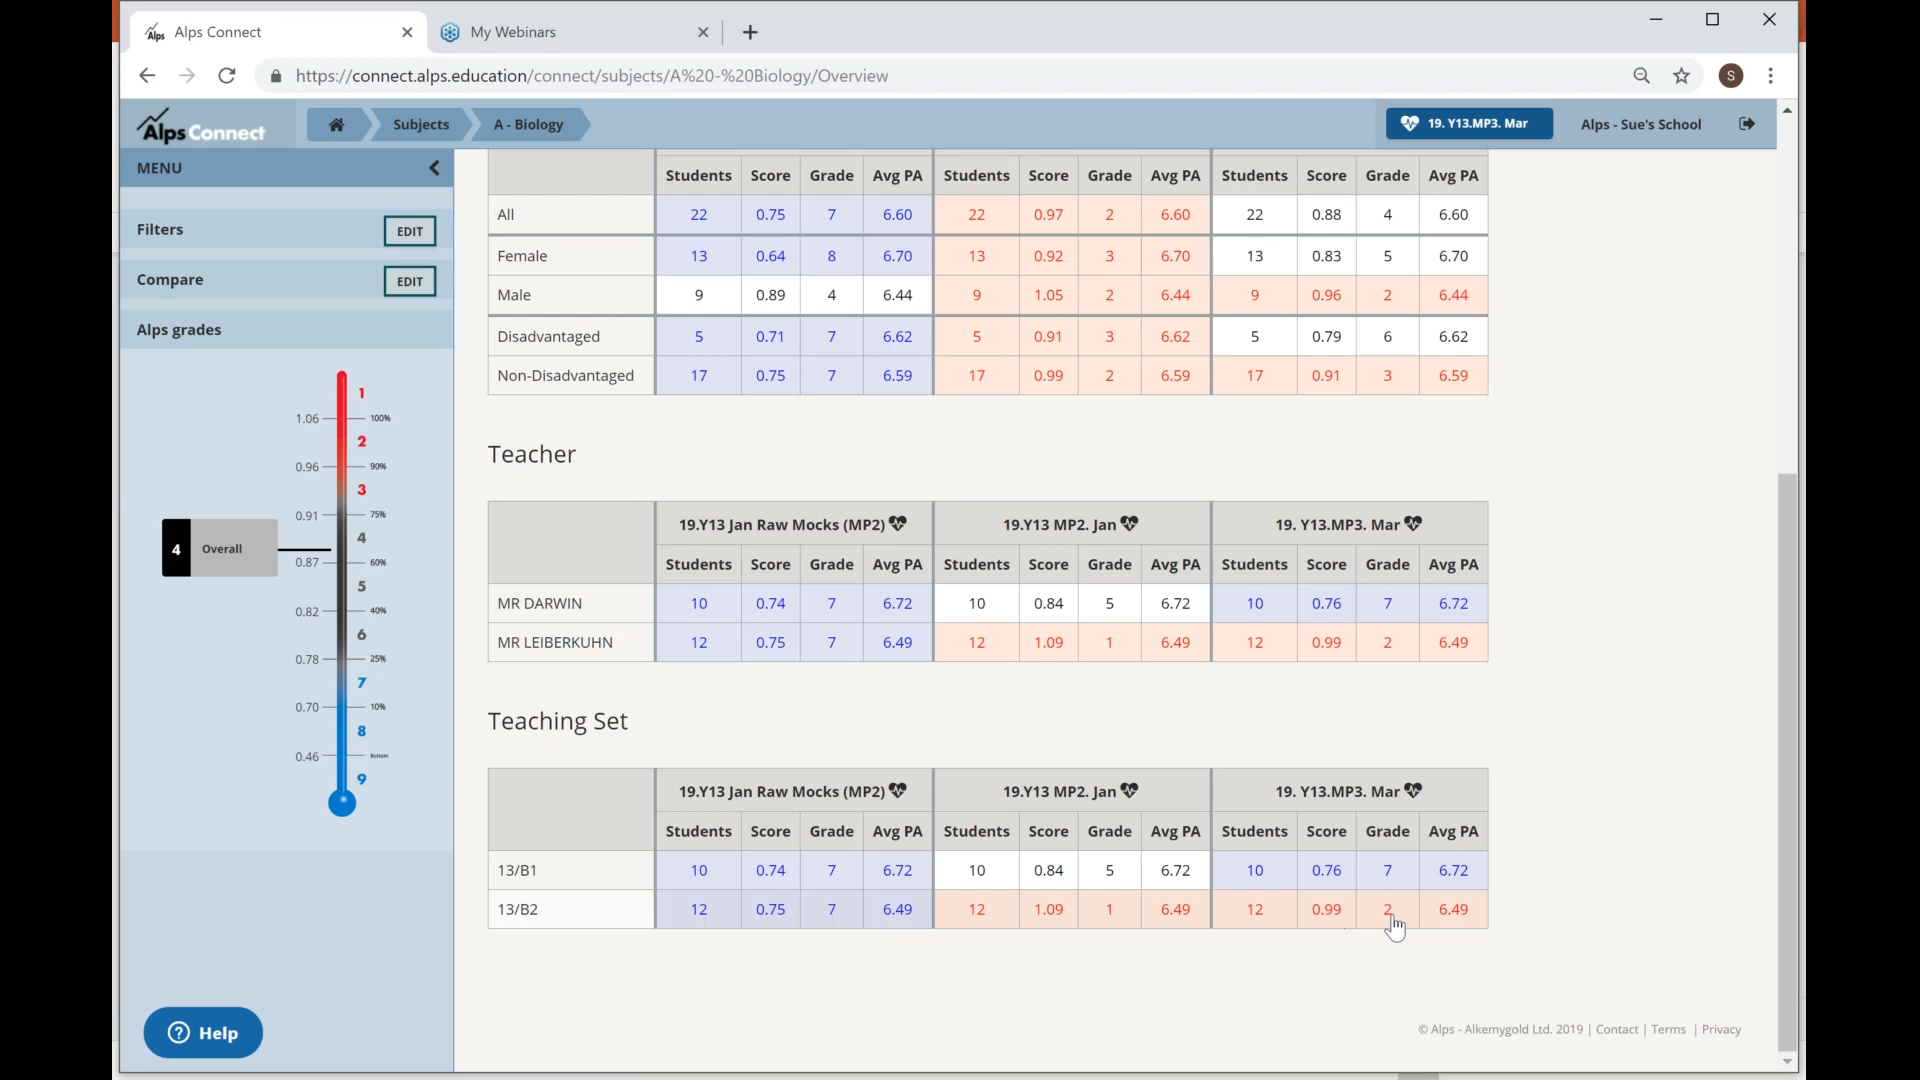 Alps Connect
My Webinars
https://connect.alps.education/connect/subjects/A%20-%20Biology/Overview
S
Alps Connect
Subjects
A - Biology
19. Y13.MP3. Mar
Alps - Sue's School
MENU
Filters EDIT
Compare EDIT
Alps grades
1
1.06 100%
2
0.96 90%
3
0.91 75%
4
4 Overall
0.87 60%
5
0.82 40%
6
0.78 25%
7
0.70 10%
8
0.46 Bottom
9
Help
Students Score Grade Avg PA Students Score Grade Avg PA Students Score Grade Avg PA
All 22 0.75 7 6.60 22 0.97 2 6.60 22 0.88 4 6.60
Female 13 0.64 8 6.70 13 0.92 3 6.70 13 0.83 5 6.70
Male 9 0.89 4 6.44 9 1.05 2 6.44 9 0.96 2 6.44
Disadvantaged 5 0.71 7 6.62 5 0.91 3 6.62 5 0.79 6 6.62
Non-Disadvantaged 17 0.75 7 6.59 17 0.99 2 6.59 17 0.91 3 6.59
Teacher
19.Y13 Jan Raw Mocks (MP2) 19.Y13 MP2. Jan 19. Y13.MP3. Mar
Students Score Grade Avg PA Students Score Grade Avg PA Students Score Grade Avg PA
MR DARWIN 10 0.74 7 6.72 10 0.84 5 6.72 10 0.76 7 6.72
MR LEIBERKUHN 12 0.75 7 6.49 12 1.09 1 6.49 12 0.99 2 6.49
Teaching Set
19.Y13 Jan Raw Mocks (MP2) 19.Y13 MP2. Jan 19. Y13.MP3. Mar
Students Score Grade Avg PA Students Score Grade Avg PA Students Score Grade Avg PA
13/B1 10 0.74 7 6.72 10 0.84 5 6.72 10 0.76 7 6.72
13/B2 12 0.75 7 6.49 12 1.09 1 6.49 12 0.99 2 6.49
© Alps - Alkemygold Ltd. 2019 | Contact | Terms | Privacy